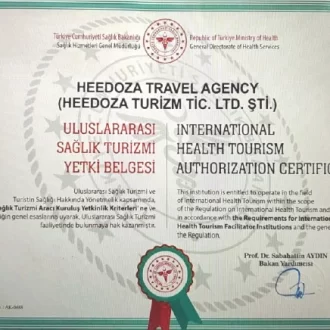 Türkiye Cumhuriyeti Sağlık Bakanlığı
Sağlık Hizmetleri Genel Müdürlüğü
Republic of Türkiye Ministry of Health
General Directorate of Health Services
HEEDOZA TRAVEL AGENCY
(HEEDOZA TURİZM TİC. LTD. ŞTİ.)
ULUSLARARASI
SAĞLIK TURİZMİ
YETKİ BELGESİ
INTERNATIONAL
HEALTH TOURISM
AUTHORIZATION CERTIFIC
Uluslararası Sağlık Turizmi ve
Turistin Sağlığı Hakkında Yönetmelik kapsamında,
ğlık Turizmi Aracı Kuruluş Yetkinlik Kriterleri' ne ve
iğin genel esaslarına uyarak, Uluslararası Sağlık Turizmi
faaliyetinde bulunmaya hak kazanmıştır.
This institution is entitled to operate in the field
of International Health Tourism within the scope
of the Regulation on International Health Tourism and
in accordance with the Requirements for Internation
Health Tourism Facilitator Institutions and the gene
the Regulation.
Prof. Dr. Sabahattin AYDIN
Bakan Yardımcısı